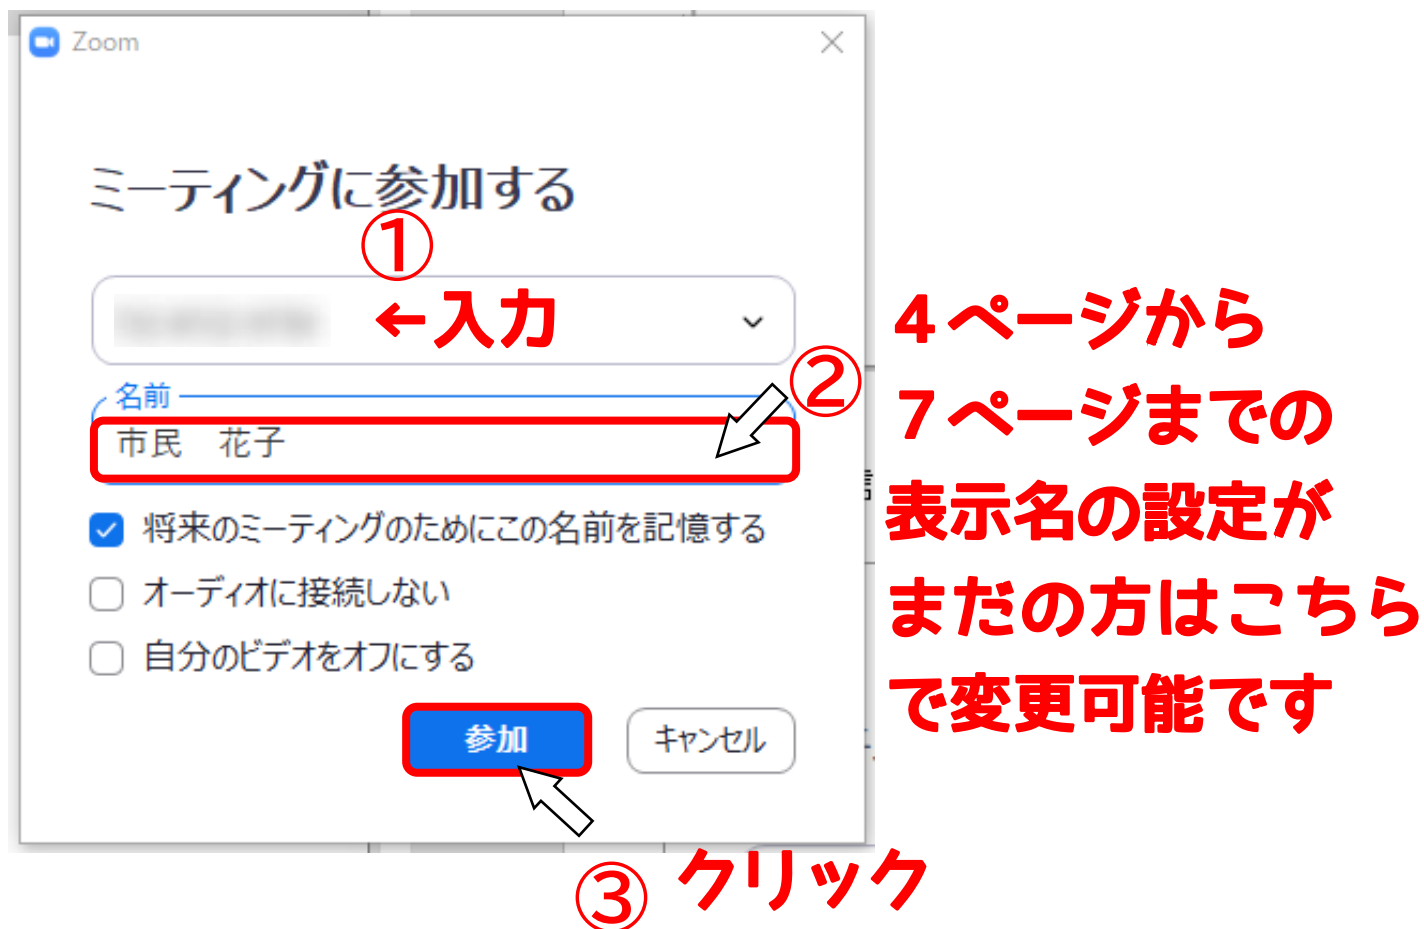 Zoom
ミーティングに参加する
①
←入力
名前
②
市民　花子
将来のミーティングのためにこの名前を記憶する
オーディオに接続しない
自分のビデオをオフにする
参加
キャンセル
③ クリック
４ページから
７ページまでの
表示名の設定が
まだの方はこちら
で変更可能です